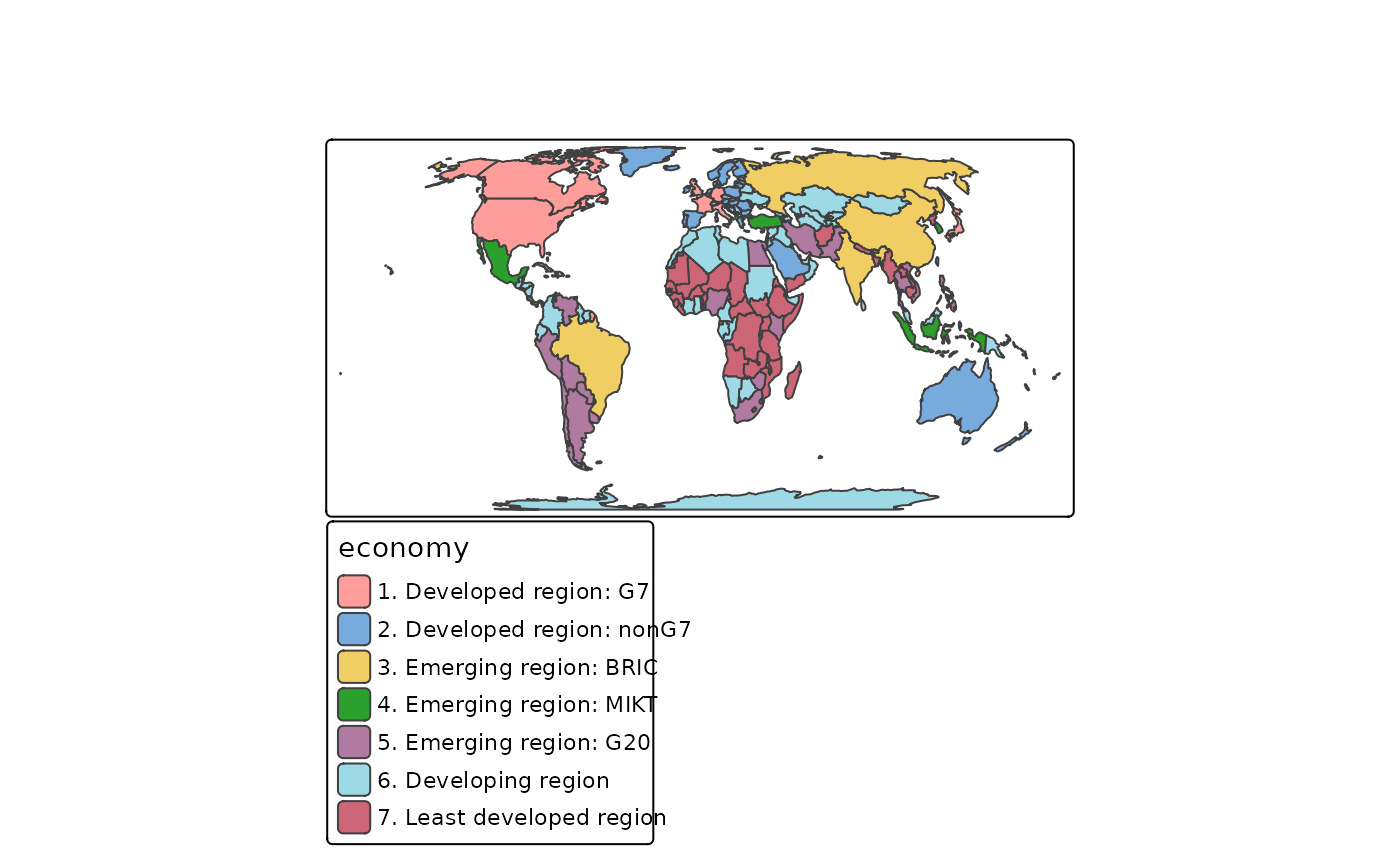 economy
1. Developed region: G7
2. Developed region: nonG7
3. Emerging region: BRIC
4. Emerging region: MIKT
5. Emerging region: G20
6. Developing region
7. Least developed region